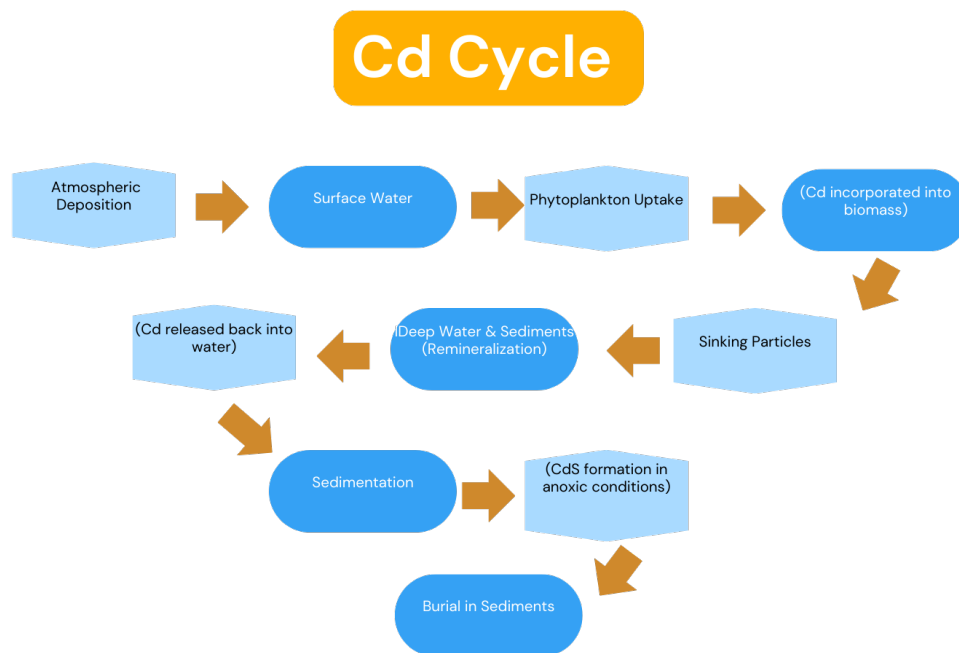 Cd Cycle
Atmospheric
Deposition
Surface Water
Phytoplankton Uptake
(Cd incorporated into
biomass)
Sinking Particles
lDeep Water & Sediments
(Remineralization)
(Cd released back into
water)
Sedimentation
(CdS formation in
anoxic conditions)
Burial in Sediments